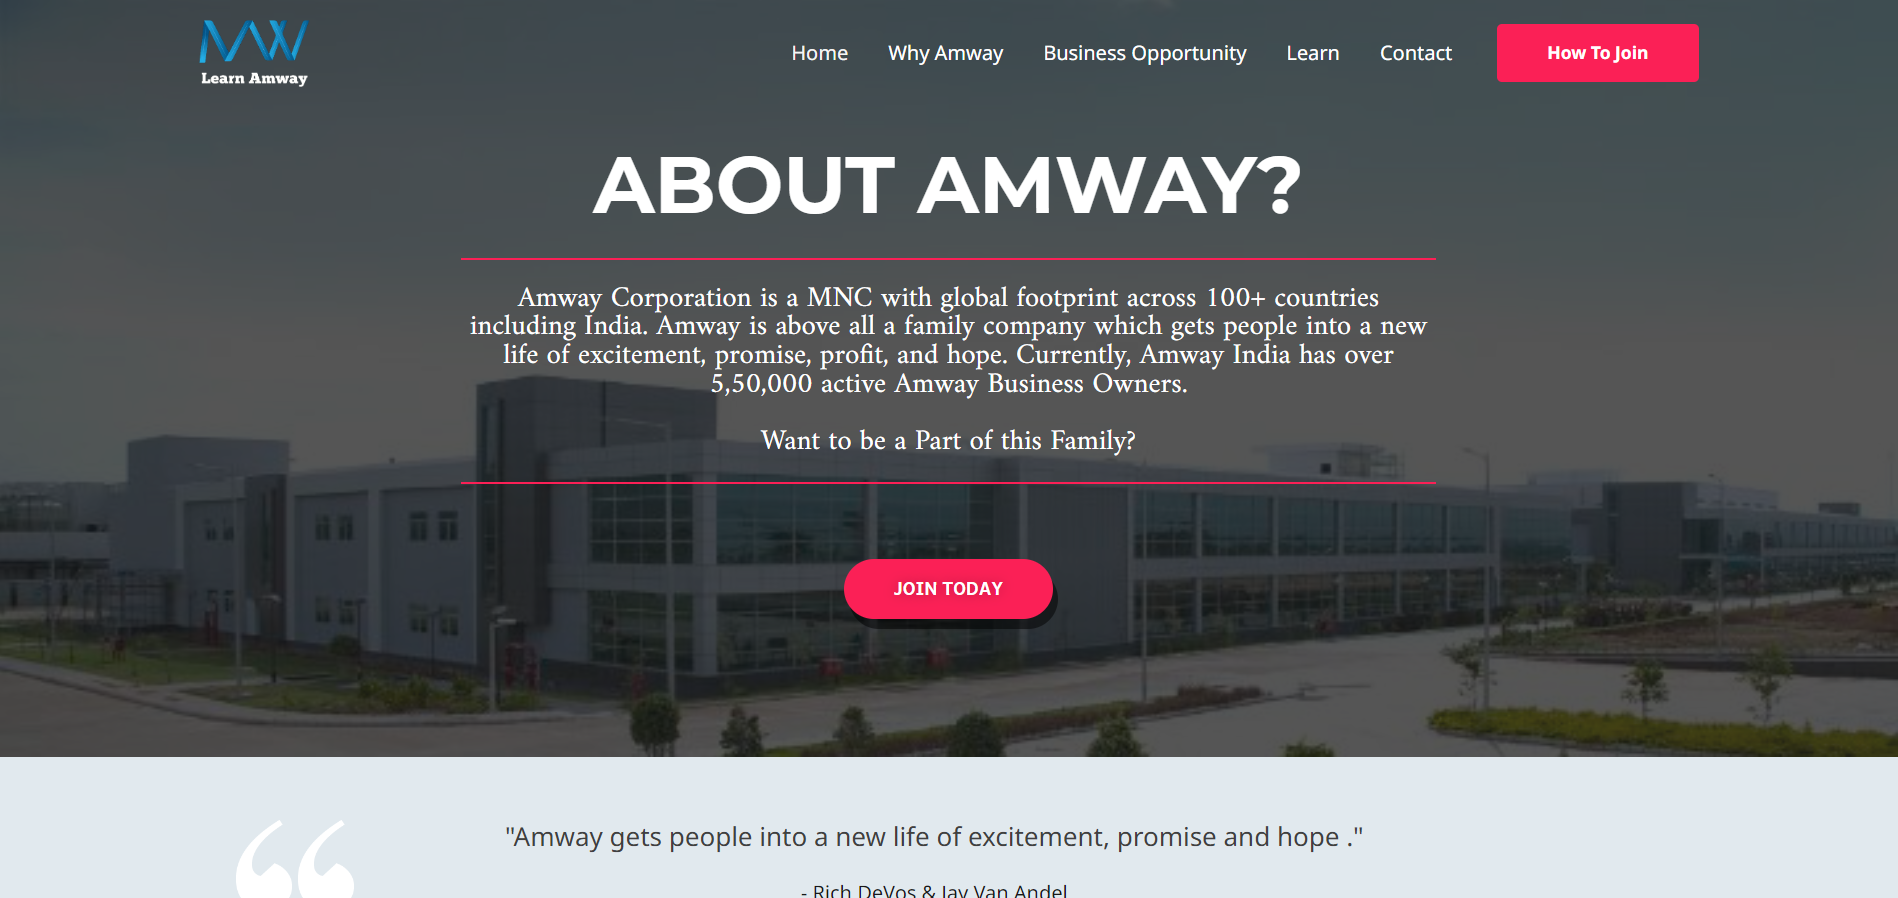 Learn Amway
Home Why Amway Business Opportunity Learn Contact How To Join
ABOUT AMWAY?
Amway Corporation is a MNC with global footprint across 100+ countries
including India. Amway is above all a family company which gets people into a new
life of excitement, promise, profit, and hope. Currently, Amway India has over
5,50,000 active Amway Business Owners.
Want to be a Part of this Family?
JOIN TODAY
"Amway gets people into a new life of excitement, promise and hope ."
- Rich DeVos & Jay Van Andel